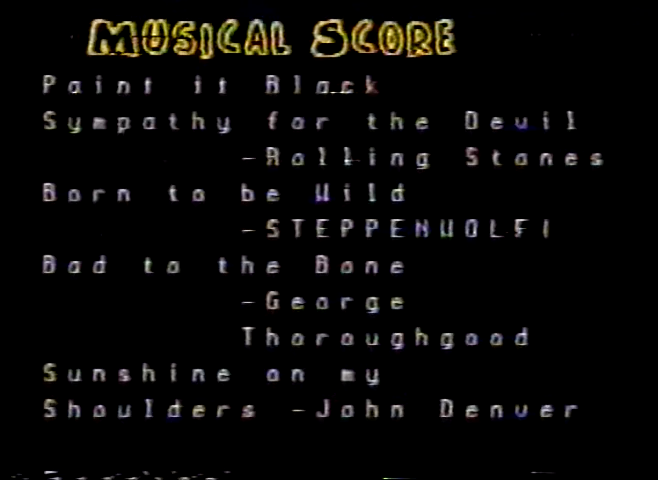 MUSICAL SCORE
Paint it Black
Sympathy for the Devil
-Rolling Stones
Born to be Wild
-STEPPENWOLF!
Bad to the Bone
-George
Thoroughgood
Sunshine on my
Shoulders -John Denver